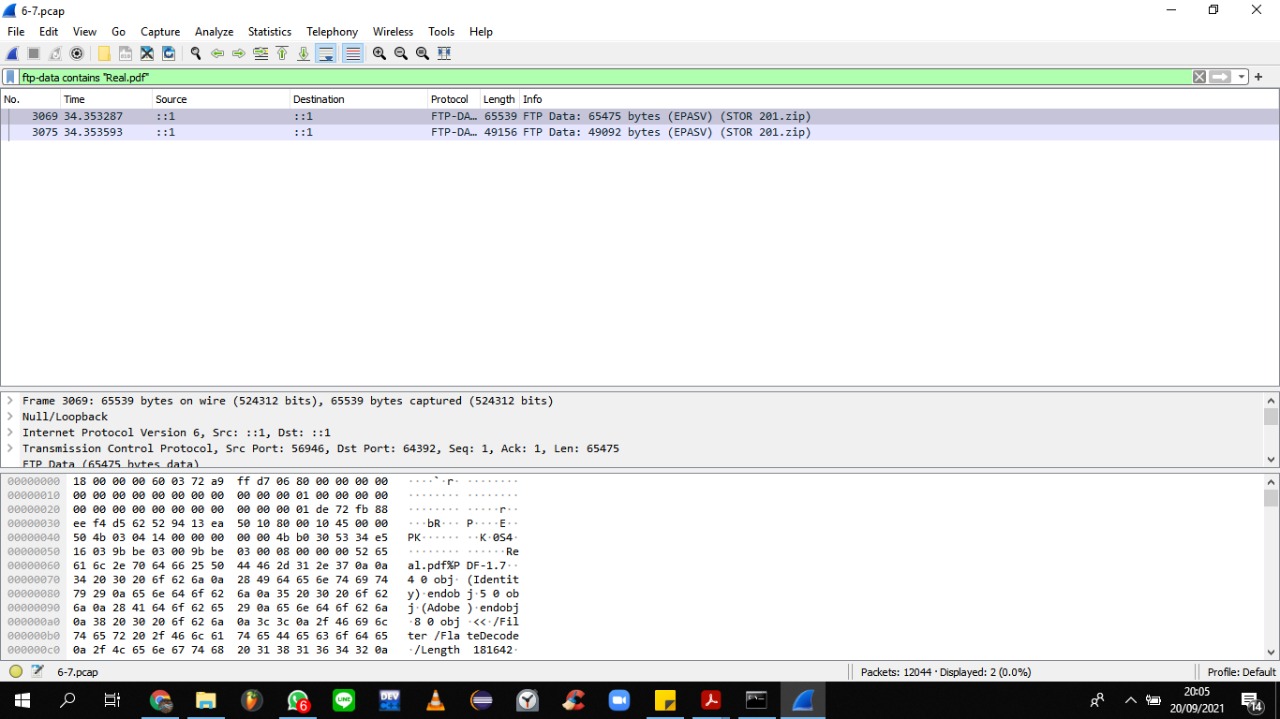 6-7.pcap
File Edit View Go Capture Analyze Statistics Telephony Wireless Tools Help
ftp-data contains "Real.pdf"
No. Time Source Destination Protocol Length Info
3069 34.353287 ::1 ::1 FTP-DA… 65539 FTP Data: 65475 bytes (EPASV) (STOR 201.zip)
3075 34.353593 ::1 ::1 FTP-DA… 49156 FTP Data: 49092 bytes (EPASV) (STOR 201.zip)
Frame 3069: 65539 bytes on wire (524312 bits), 65539 bytes captured (524312 bits)
Null/Loopback
Internet Protocol Version 6, Src: ::1, Dst: ::1
Transmission Control Protocol, Src Port: 56946, Dst Port: 64392, Seq: 1, Ack: 1, Len: 65475
FTP Data (65475 bytes data)
00000000 18 00 00 00 60 03 72 a9 ff d7 06 80 00 00 00 00 ····`·r· ········
00000010 00 00 00 00 00 00 00 00 00 00 00 01 00 00 00 00 ········ ········
00000020 00 00 00 00 00 00 00 00 00 00 00 01 de 72 fb 88 ········ ·····r··
00000030 ee f4 d5 62 52 94 13 ea 50 10 80 00 10 45 00 00 ···bR··· P····E··
00000040 50 4b 03 04 14 00 00 00 00 00 4b b0 30 53 34 e5 PK······ ··K·0S4·
00000050 16 03 9b be 03 00 9b be 03 00 08 00 00 00 52 65 ········ ······Re
00000060 61 6c 2e 70 64 66 25 50 44 46 2d 31 2e 37 0a 0a al.pdf%P DF-1.7··
00000070 34 20 30 20 6f 62 6a 0a 28 49 64 65 6e 74 69 74 4 0 obj· (Identit
00000080 79 29 0a 65 6e 64 6f 62 6a 0a 35 20 30 20 6f 62 y)·endob j·5 0 ob
00000090 6a 0a 28 41 64 6f 62 65 29 0a 65 6e 64 6f 62 6a j·(Adobe )·endobj
000000a0 0a 38 20 30 20 6f 62 6a 0a 3c 3c 0a 2f 46 69 6c ·8 0 obj ·<<·/Fil
000000b0 74 65 72 20 2f 46 6c 61 74 65 44 65 63 6f 64 65 ter /Fla teDecode
000000c0 0a 2f 4c 65 6e 67 74 68 20 31 38 31 36 34 32 0a ·/Length  181642·
6-7.pcap Packets: 12044 · Displayed: 2 (0.0%) Profile: Default
6 LINE DEV 20:05
20/09/2021 14